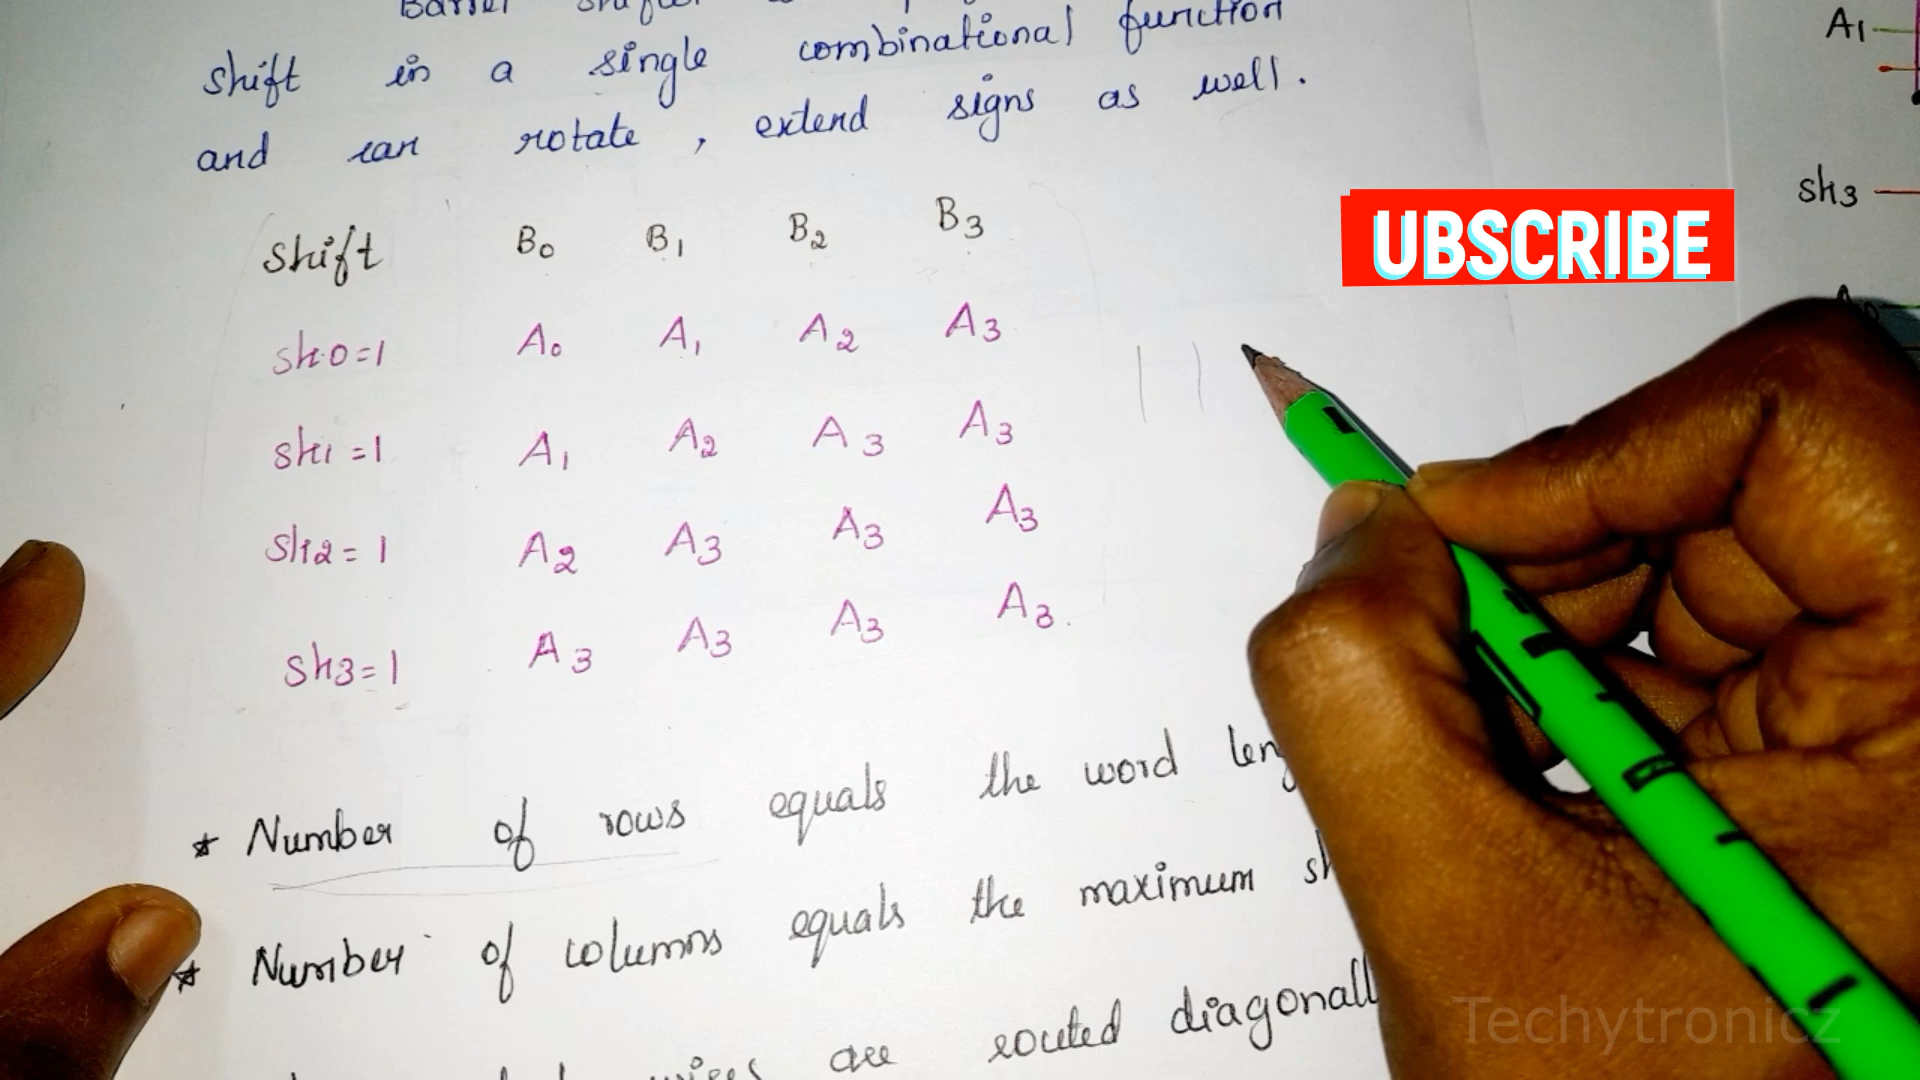 Barrel
shift in a single combinational function
and can rotate, extend signs as well.
Shift B0 B1 B2 B3
sh0=1 A0 A1 A2 A3
sh1=1 A1 A2 A3 A3
sh2=1 A2 A3 A3 A3
sh3=1 A3 A3 A3 A3.
* Number of rows equals the word
* Number of columns equals the maximum
are routed
A1
sh3
UBSCRIBE
Techytronicz